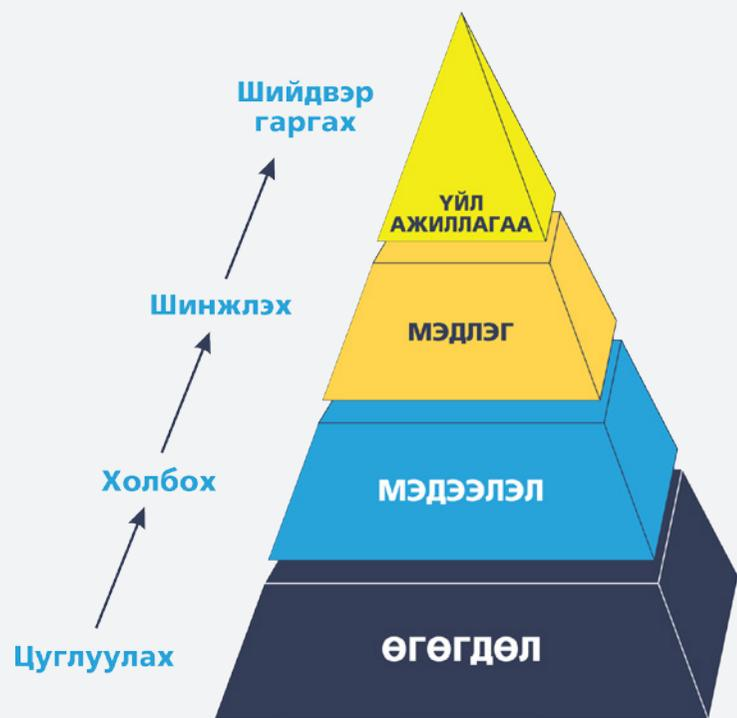 Шийдвэр
гаргах
ҮЙЛ
АЖИЛЛАГАА
Шинжлэх
МЭДЛЭГ
Холбох
МЭДЭЭЛЭЛ
Цуглуулах
ӨГӨГДӨЛ